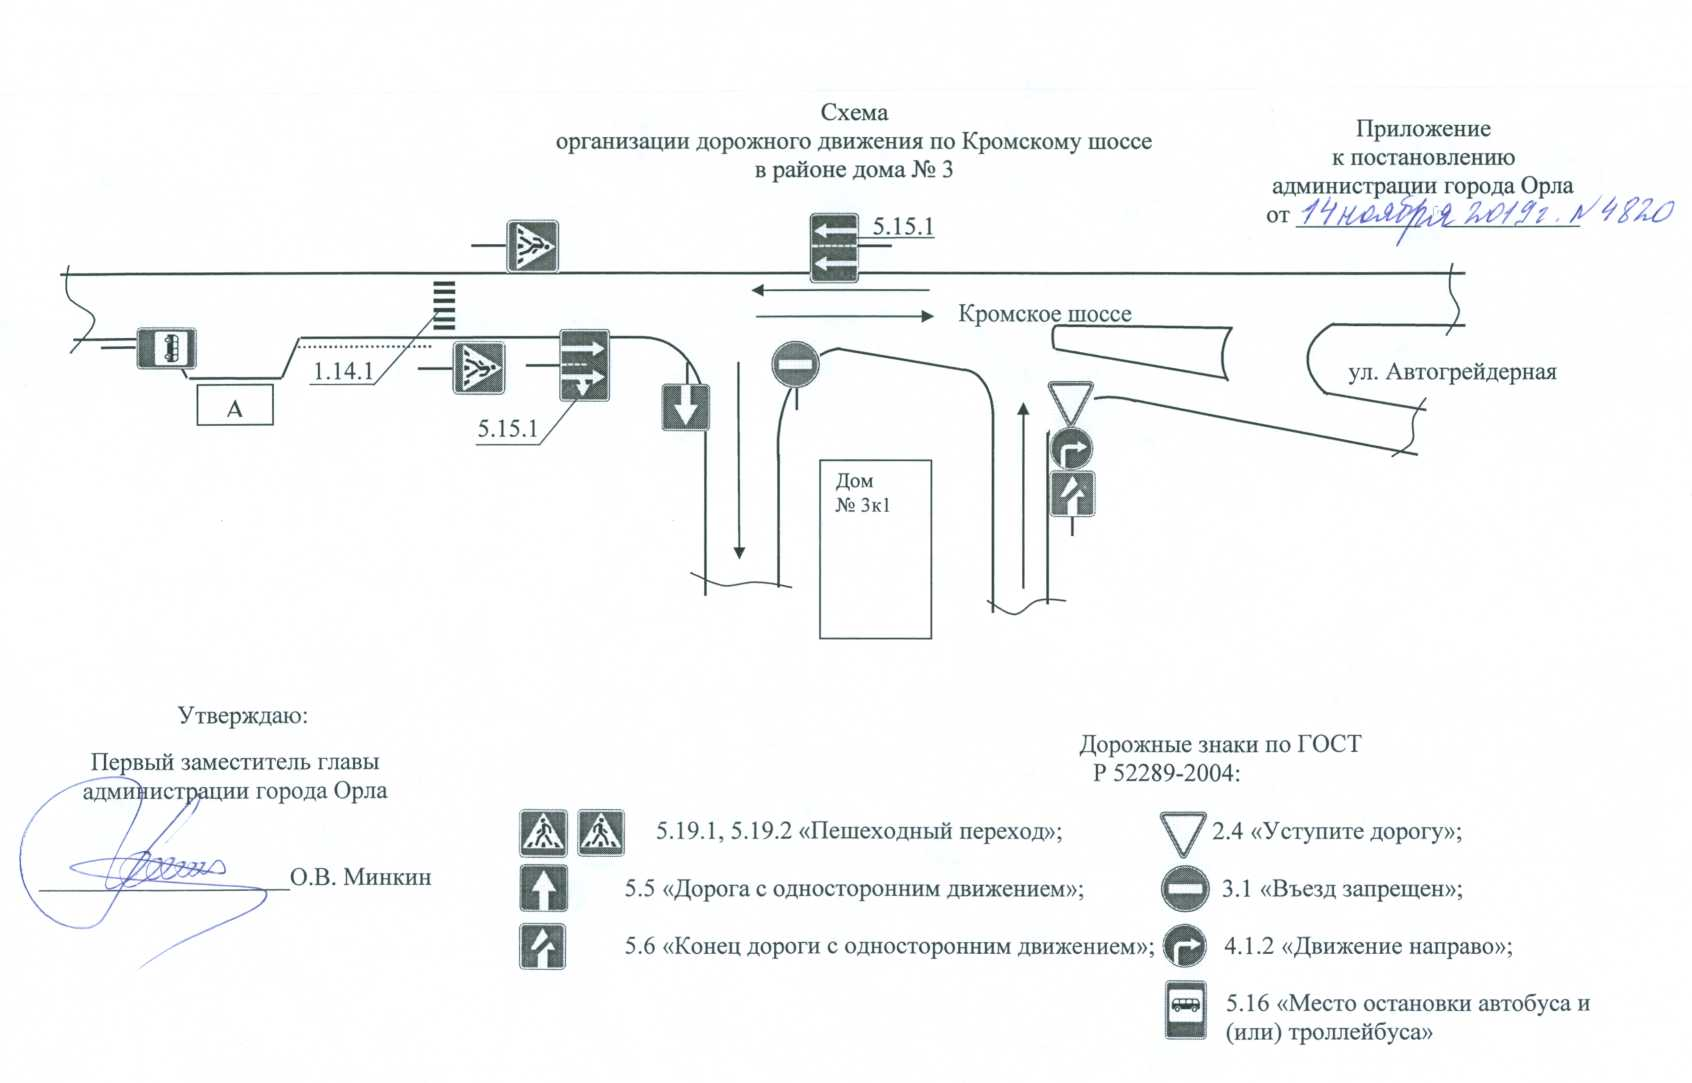 Схема
организации дорожного движения по Кромскому шоссе
в районе дома № 3
Приложение
к постановлению
администрации города Орла
от 14 ноября 2019г. № 4820
5.15.1
Кромское шоссе
ул. Автогрейдерная
1.14.1
А
5.15.1
Дом
№ 3к1
Утверждаю:
Первый заместитель главы
администрации города Орла
О.В. Минкин
Дорожные знаки по ГОСТ
Р 52289-2004:
5.19.1, 5.19.2 «Пешеходный переход»;
5.5 «Дорога с односторонним движением»;
5.6 «Конец дороги с односторонним движением»;
2.4 «Уступите дорогу»;
3.1 «Въезд запрещен»;
4.1.2 «Движение направо»;
5.16 «Место остановки автобуса и
(или) троллейбуса»